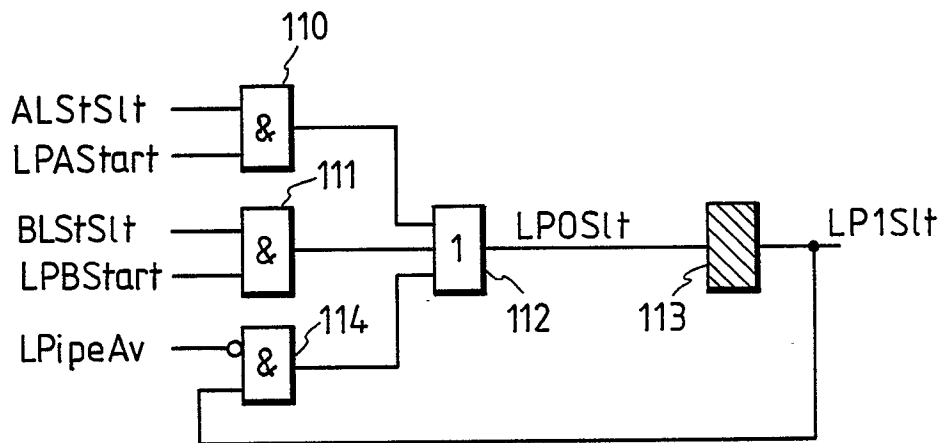 110
ALStSlt
&
LPAStart
111
BLStSlt
&
LPBStart
1
LP0Slt
LP1Slt
112
113
LPipeAv
&
114